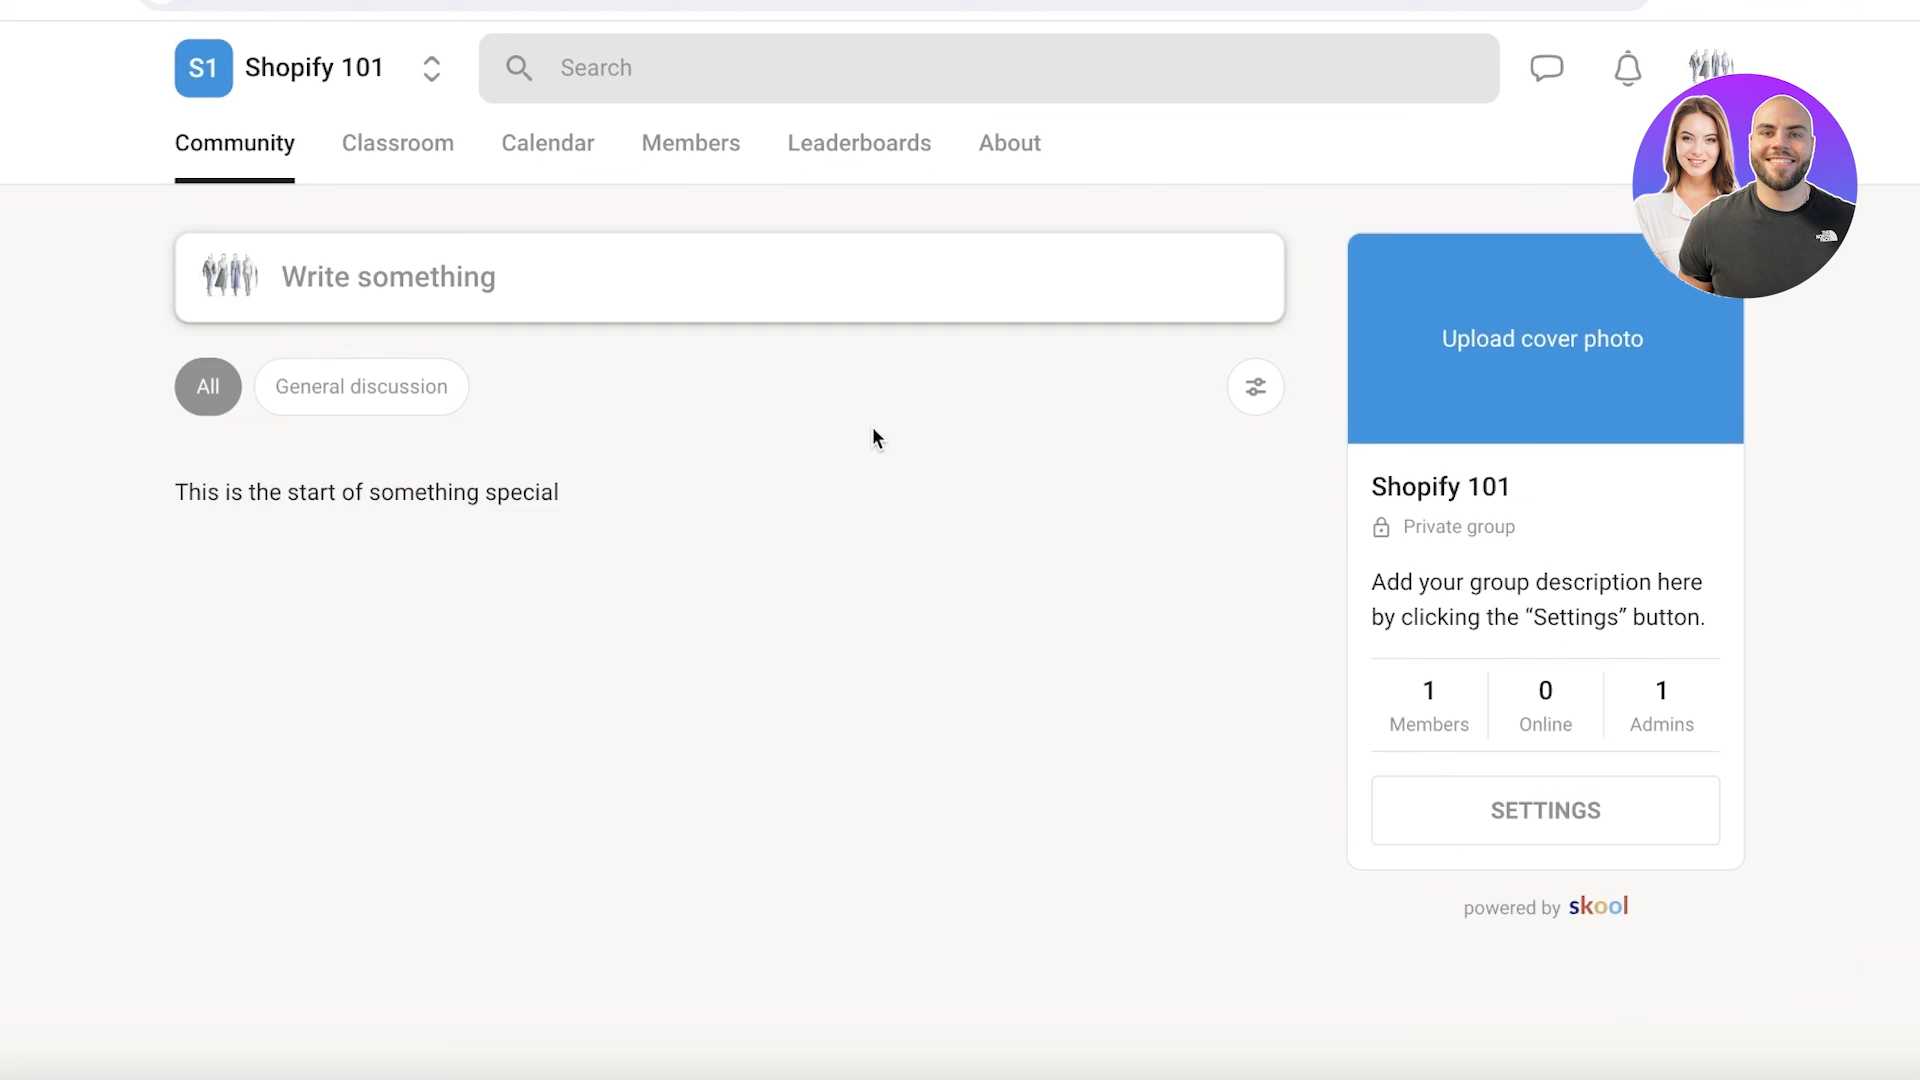 S1 Shopify 101
Search
Community Classroom Calendar Members Leaderboards About
Write something
Upload cover photo
All General discussion
This is the start of something special
Shopify 101
Private group
Add your group description here
by clicking the “Settings” button.
1 0 1
Members Online Admins
SETTINGS
powered by skool